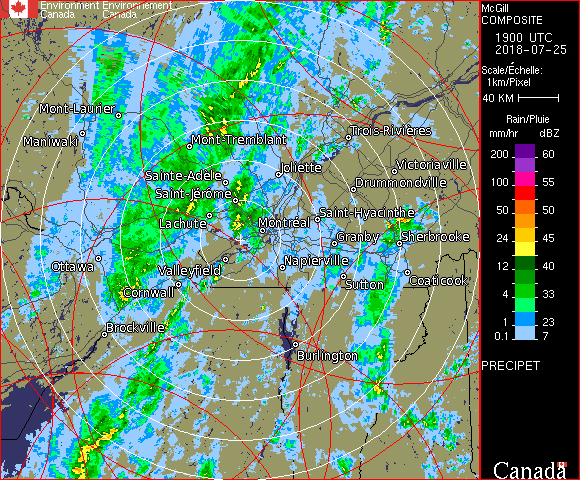 Environment Environnement
Canada Canada
McGill
COMPOSITE
1900 UTC
2018-07-25
Scale/Échelle:
1km/Pixel
40 KM
Rain/Pluie
mm/hr dBZ
200 60
100 55
50 50
45
24
12 40
8 33
4 30
2 23
0.1 7
PRECIPET
Canada
Mont-Laurier
Maniwaki
Mont-Tremblant
Trois-Rivières
Joliette
Victoriaville
Sainte-Adèle
Drummondville
Saint-Jérôme
Saint-Hyacinthe
Lachute
Montréal
Granby
Sherbrooke
Ottawa
Valleyfield
Napierville
Coaticook
Cornwall
Sutton
Brockville
Burlington